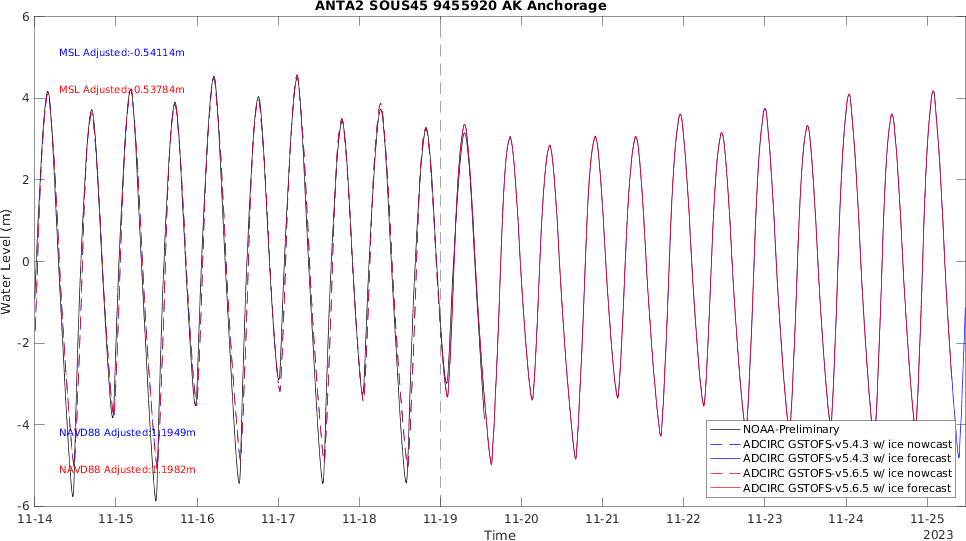 ANTA2 SOUS45 9455920 AK Anchorage
6
4
2
0
-2
-4
-6
Water Level (m)
MSL Adjusted:-0.54114m
MSL Adjusted:-0.53784m
NAVD88 Adjusted:1.1949m
NAVD88 Adjusted:1.1982m
NOAA-Preliminary
ADCIRC GSTOFS-v5.4.3 w/ ice nowcast
ADCIRC GSTOFS-v5.4.3 w/ ice forecast
ADCIRC GSTOFS-v5.6.5 w/ ice nowcast
ADCIRC GSTOFS-v5.6.5 w/ ice forecast
11-14 11-15 11-16 11-17 11-18 11-19 11-20 11-21 11-22 11-23 11-24 11-25
Time
2023